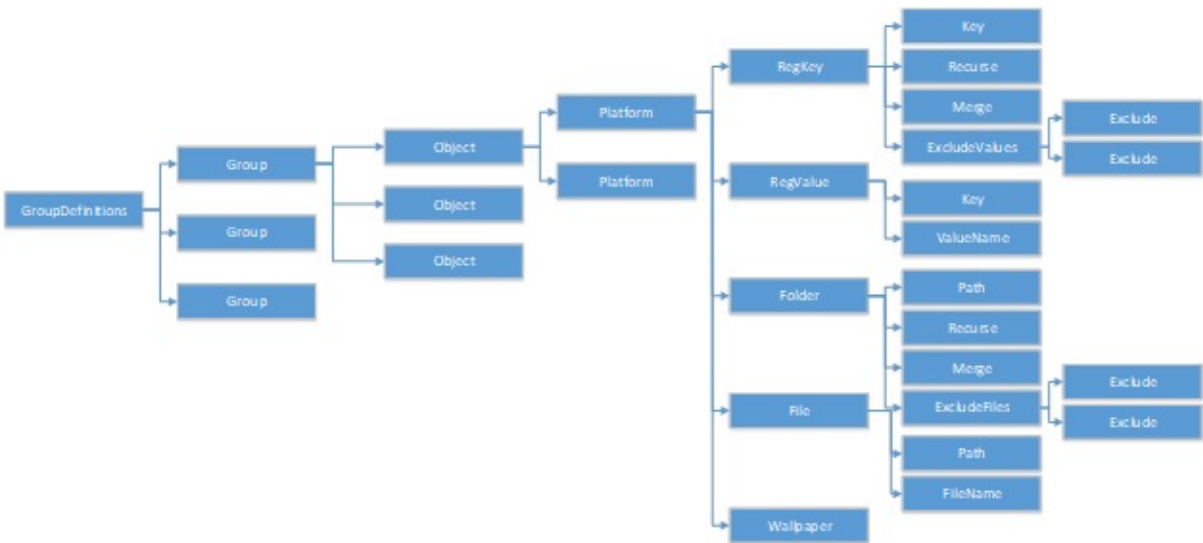 GroupDefinitions
Group
Group
Group
Object
Object
Object
Platform
Platform
RegKey
RegValue
Folder
File
Wallpaper
Key
Recurse
Merge
ExcludeValues
Key
ValueName
Path
Recurse
Merge
ExcludeFiles
Path
FileName
Exclude
Exclude
Exclude
Exclude